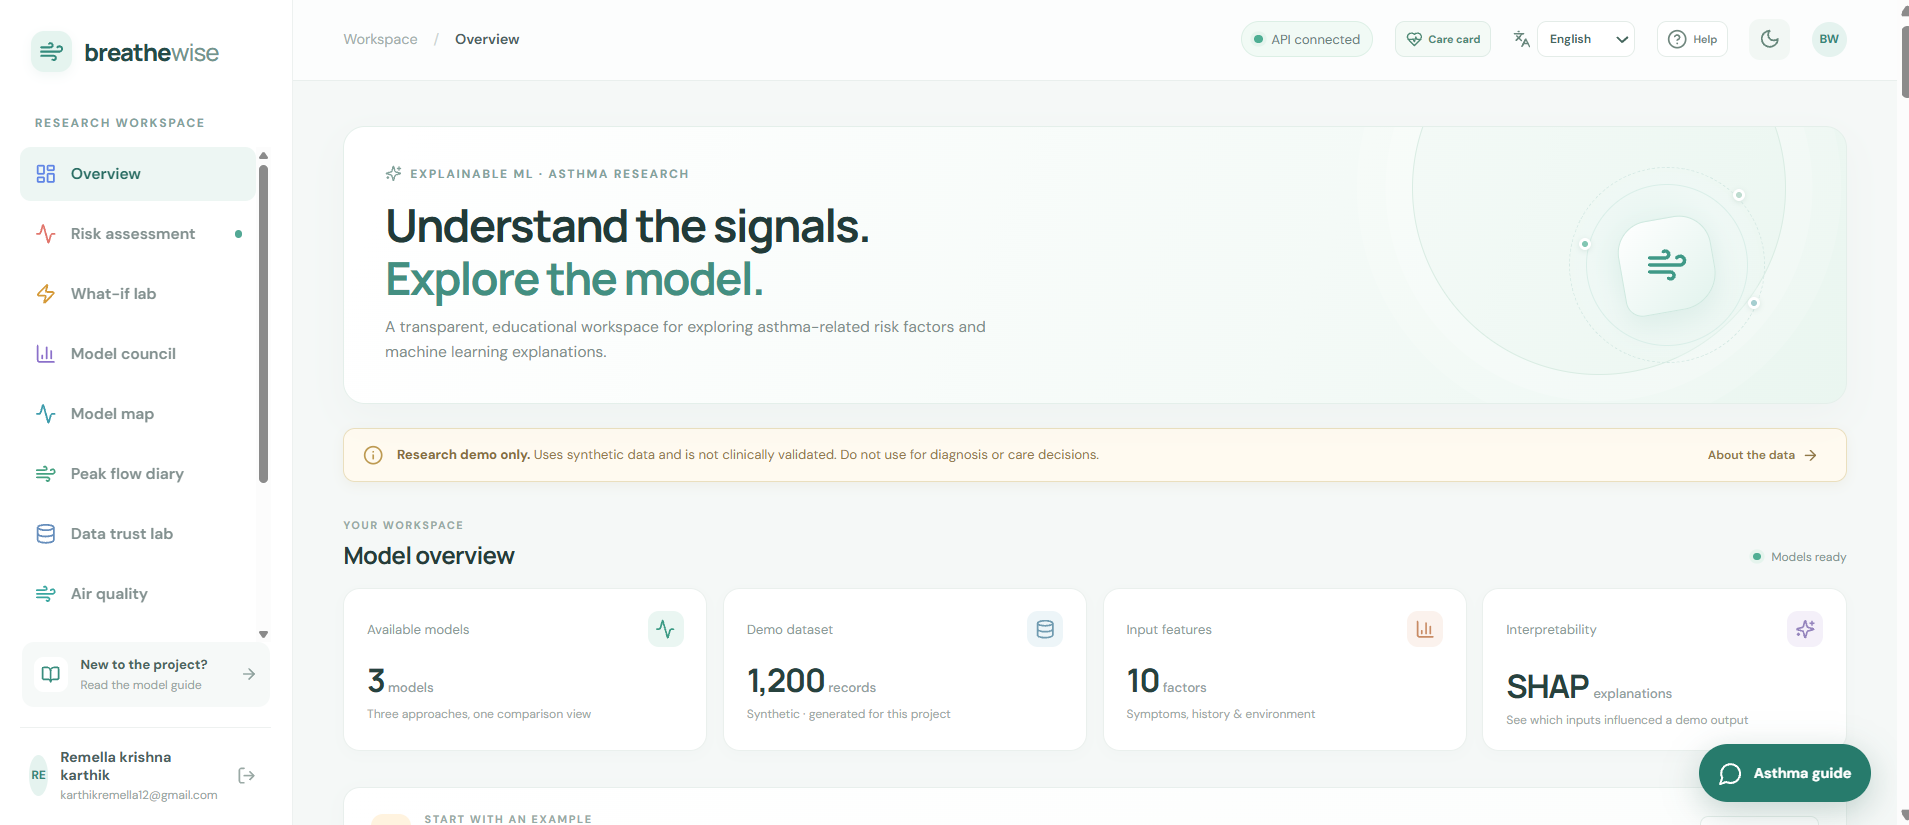 breathewise
RESEARCH WORKSPACE
Overview
Risk assessment
What-if lab
Model council
Model map
Peak flow diary
Data trust lab
Air quality
New to the project?
Read the model guide
RE
Remella krishna
karthik
karthikremella12@gmail.com
Workspace / Overview
API connected
Care card
English
Help
BW
EXPLAINABLE ML · ASTHMA RESEARCH
Understand the signals.
Explore the model.
A transparent, educational workspace for exploring asthma-related risk factors and
machine learning explanations.
Research demo only. Uses synthetic data and is not clinically validated. Do not use for diagnosis or care decisions.
About the data
YOUR WORKSPACE
Model overview
Models ready
Available models
3 models
Three approaches, one comparison view
Demo dataset
1,200 records
Synthetic · generated for this project
Input features
10 factors
Symptoms, history & environment
Interpretability
SHAP explanations
See which inputs influenced a demo output
Asthma guide
START WITH AN EXAMPLE